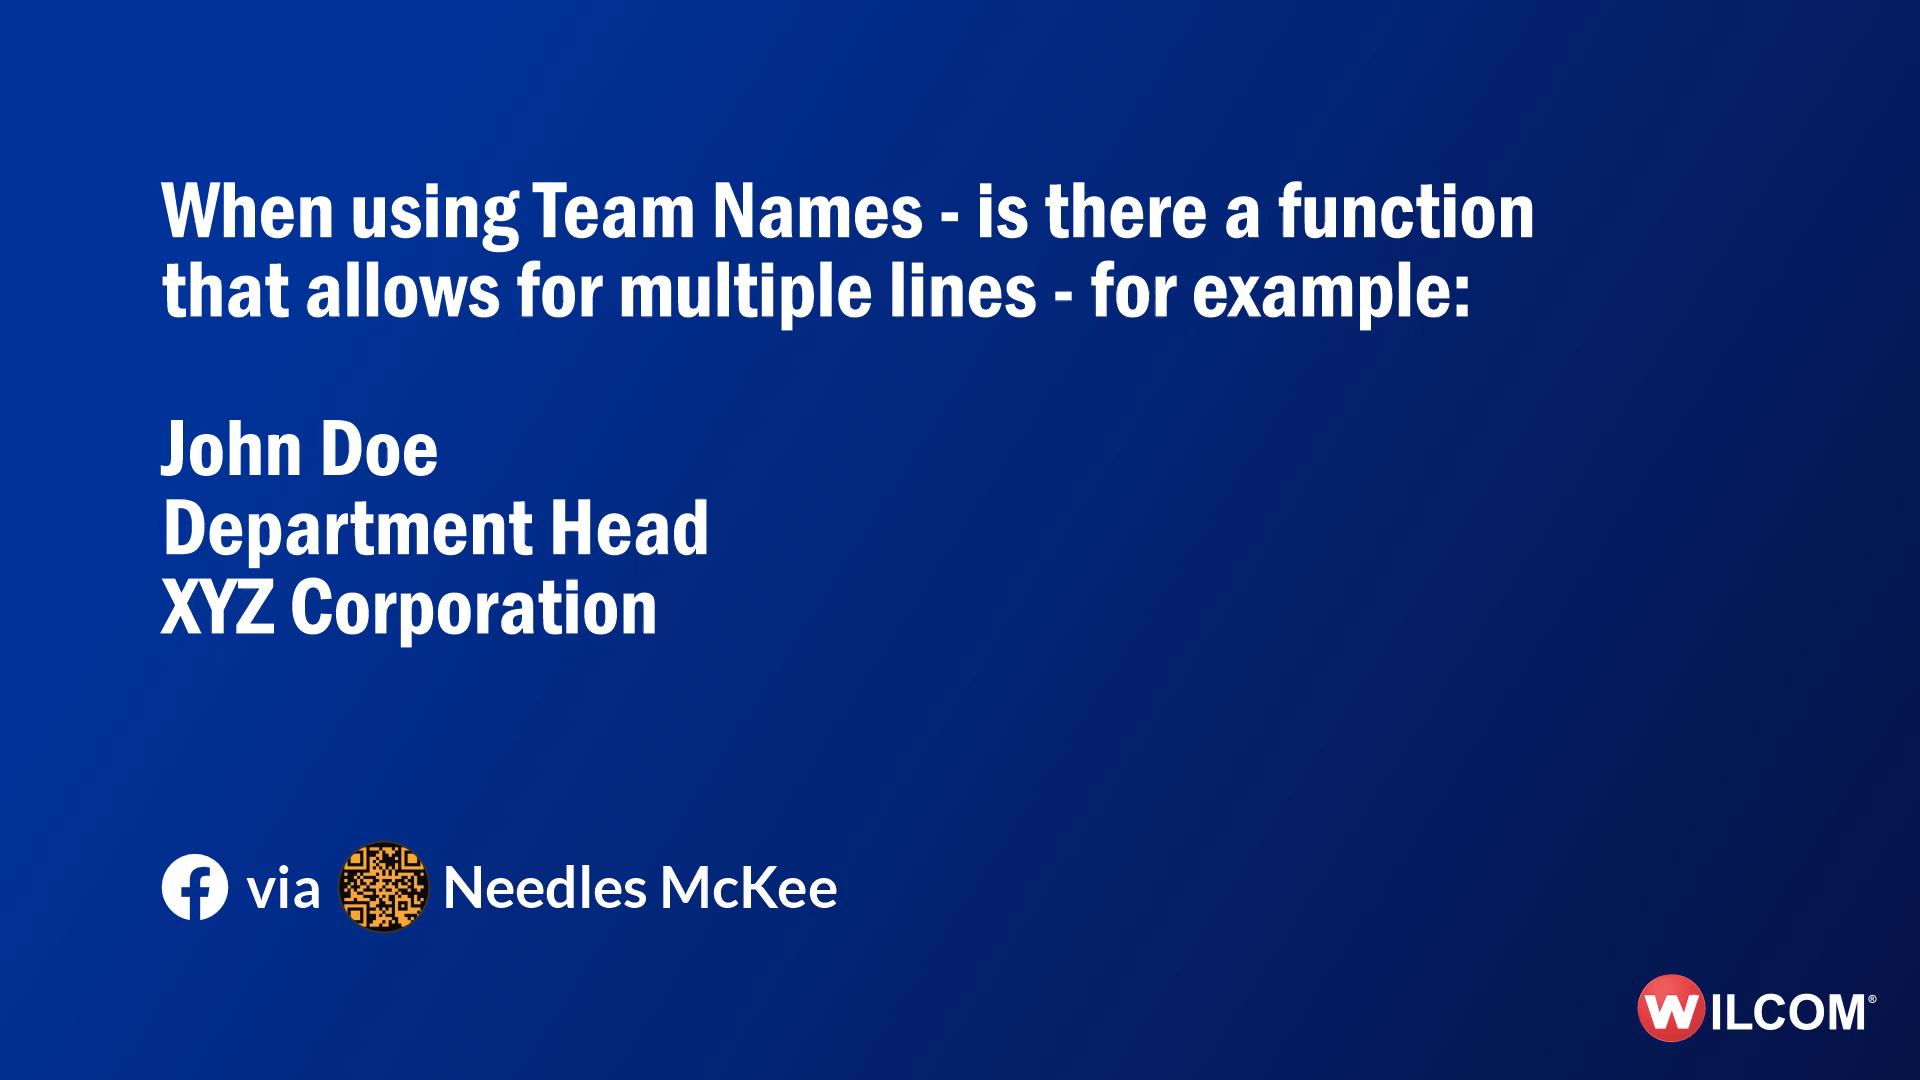 When using Team Names - is there a function
that allows for multiple lines - for example:
John Doe
Department Head
XYZ Corporation
via Needles McKee
WILCOM®